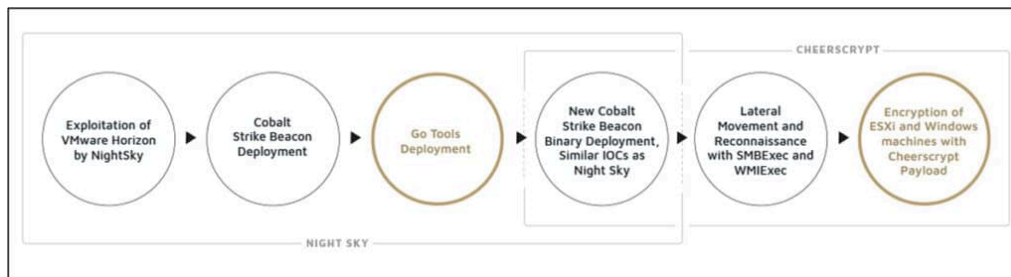 CHEERSCRYPT
Exploitation of
VMware Horizon
by NightSky
Cobalt
Strike Beacon
Deployment
Go Tools
Deployment
New Cobalt
Strike Beacon
Binary Deployment,
Similar IOCs as
Night Sky
Lateral
Movement and
Reconnaissance
with SMBExec and
WMIExec
Encryption of
ESXi and Windows
machines with
Cheerscrypt
Payload
NIGHT SKY